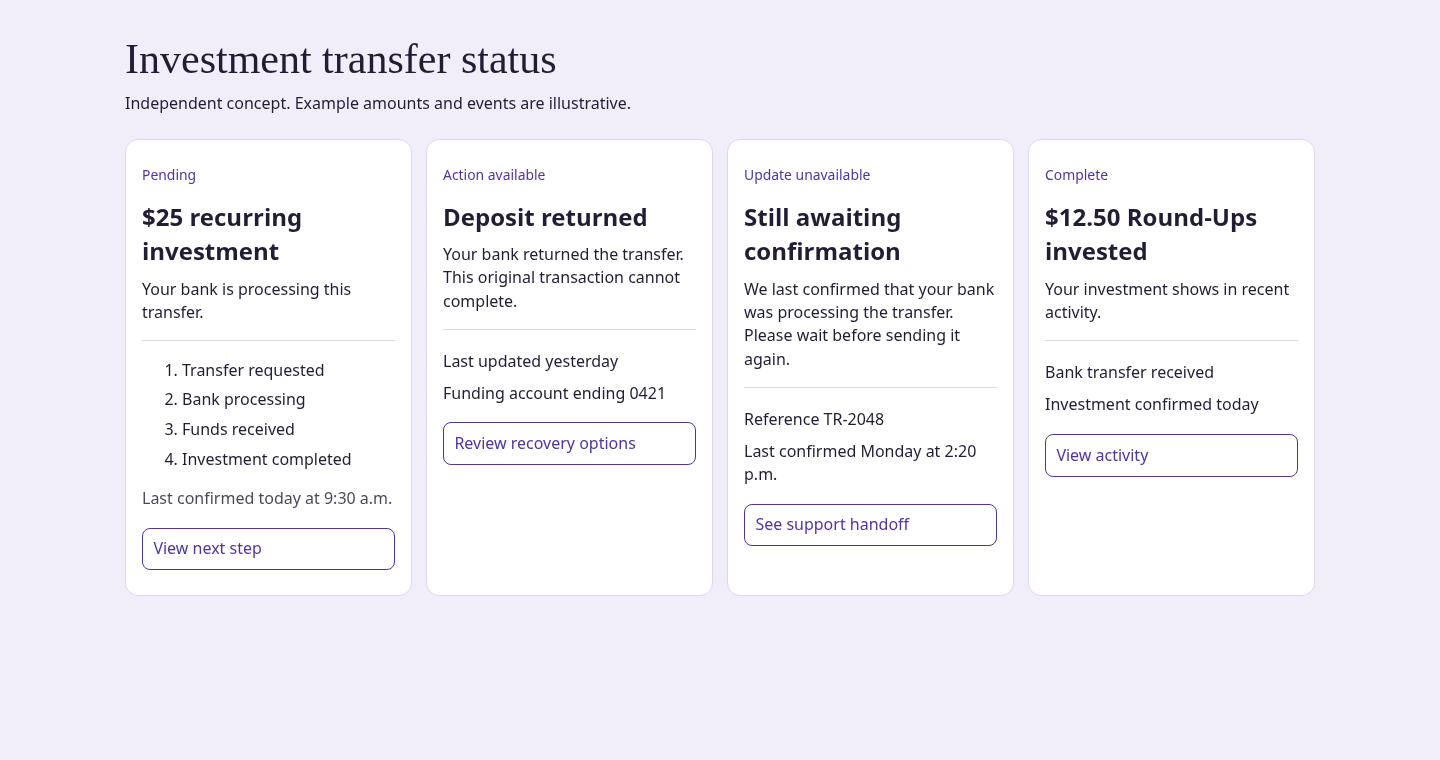 Investment transfer status
Independent concept. Example amounts and events are illustrative.
Pending
$25 recurring
investment
Your bank is processing this
transfer.
1. Transfer requested
2. Bank processing
3. Funds received
4. Investment completed
Last confirmed today at 9:30 a.m.
View next step
Action available
Deposit returned
Your bank returned the transfer.
This original transaction cannot
complete.
Last updated yesterday
Funding account ending 0421
Review recovery options
Update unavailable
Still awaiting
confirmation
We last confirmed that your bank
was processing the transfer.
Please wait before sending it
again.
Reference TR-2048
Last confirmed Monday at 2:20
p.m.
See support handoff
Complete
$12.50 Round-Ups
invested
Your investment shows in recent
activity.
Bank transfer received
Investment confirmed today
View activity